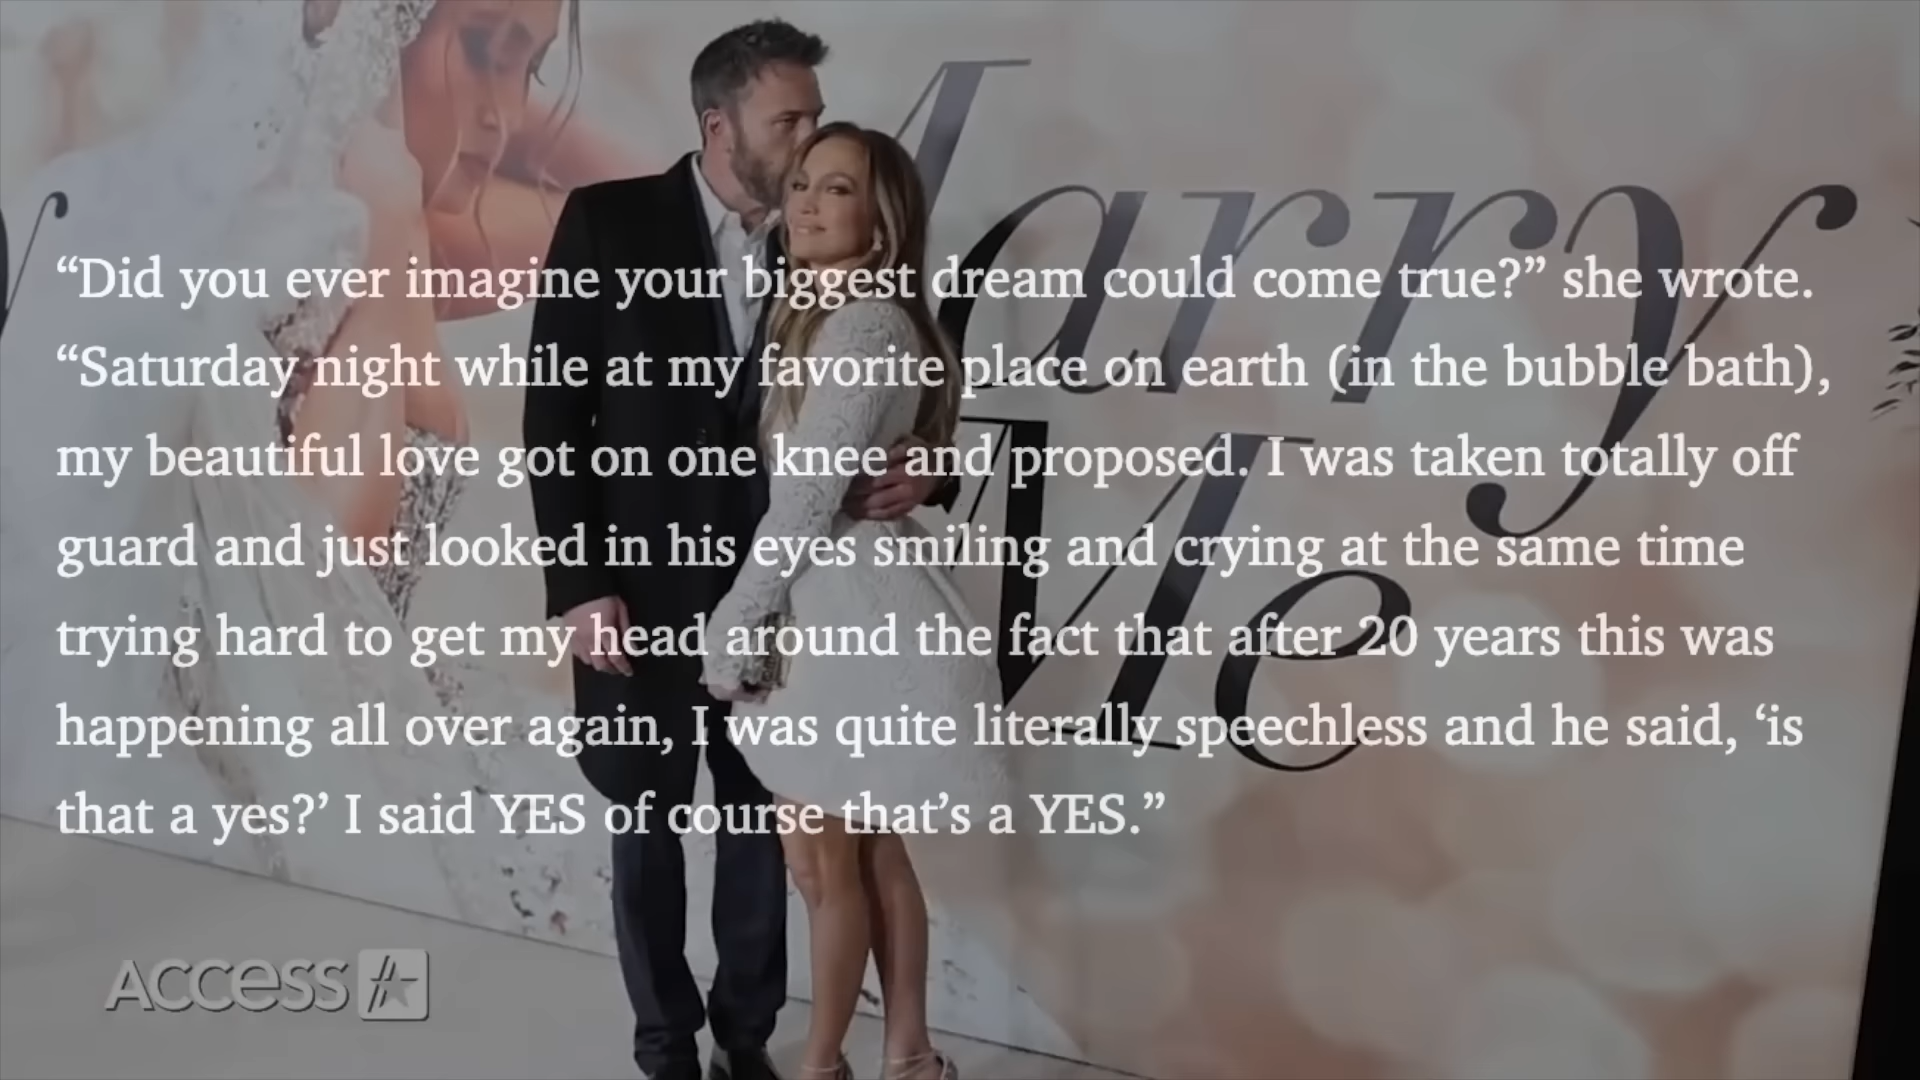 Marry
Me
“Did you ever imagine your biggest dream could come true?” she wrote.
“Saturday night while at my favorite place on earth (in the bubble bath),
my beautiful love got on one knee and proposed. I was taken totally off
guard and just looked in his eyes smiling and crying at the same time
trying hard to get my head around the fact that after 20 years this was
happening all over again, I was quite literally speechless and he said, ‘is
that a yes?’ I said YES of course that’s a YES.”
ACCESS